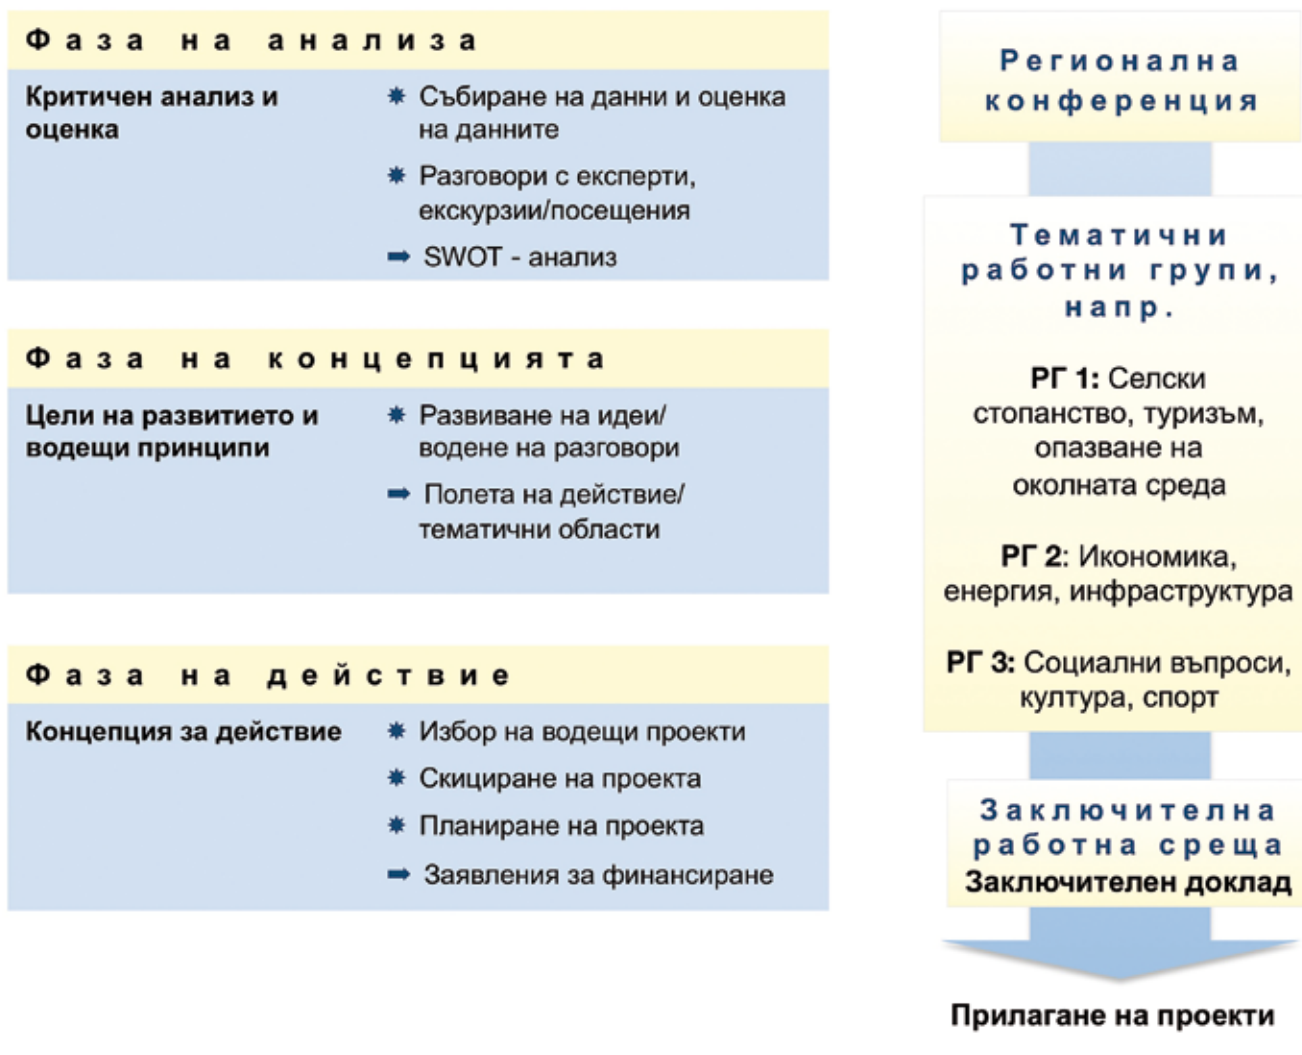 Фаза на анализа
Критичен анализ и
оценка
Събиране на данни и оценка
на данните
Разговори с експерти,
екскурзии/посещения
SWOT - анализ
Фаза на концепцията
Цели на развитието и
водещи принципи
Развиване на идеи/
водене на разговори
Полета на действие/
тематични области
Фаза на действие
Концепция за действие
Избор на водещи проекти
Скициране на проекта
Планиране на проекта
Заявления за финансиране
Регионална
конференция
Тематични
работни групи,
напр.
РГ 1: Селски
стопанство, туризъм,
опазване на
околната среда
РГ 2: Икономика,
енергия, инфраструктура
РГ 3: Социални въпроси,
култура, спорт
Заключителна
работна среща
Заключителен доклад
Прилагане на проекти